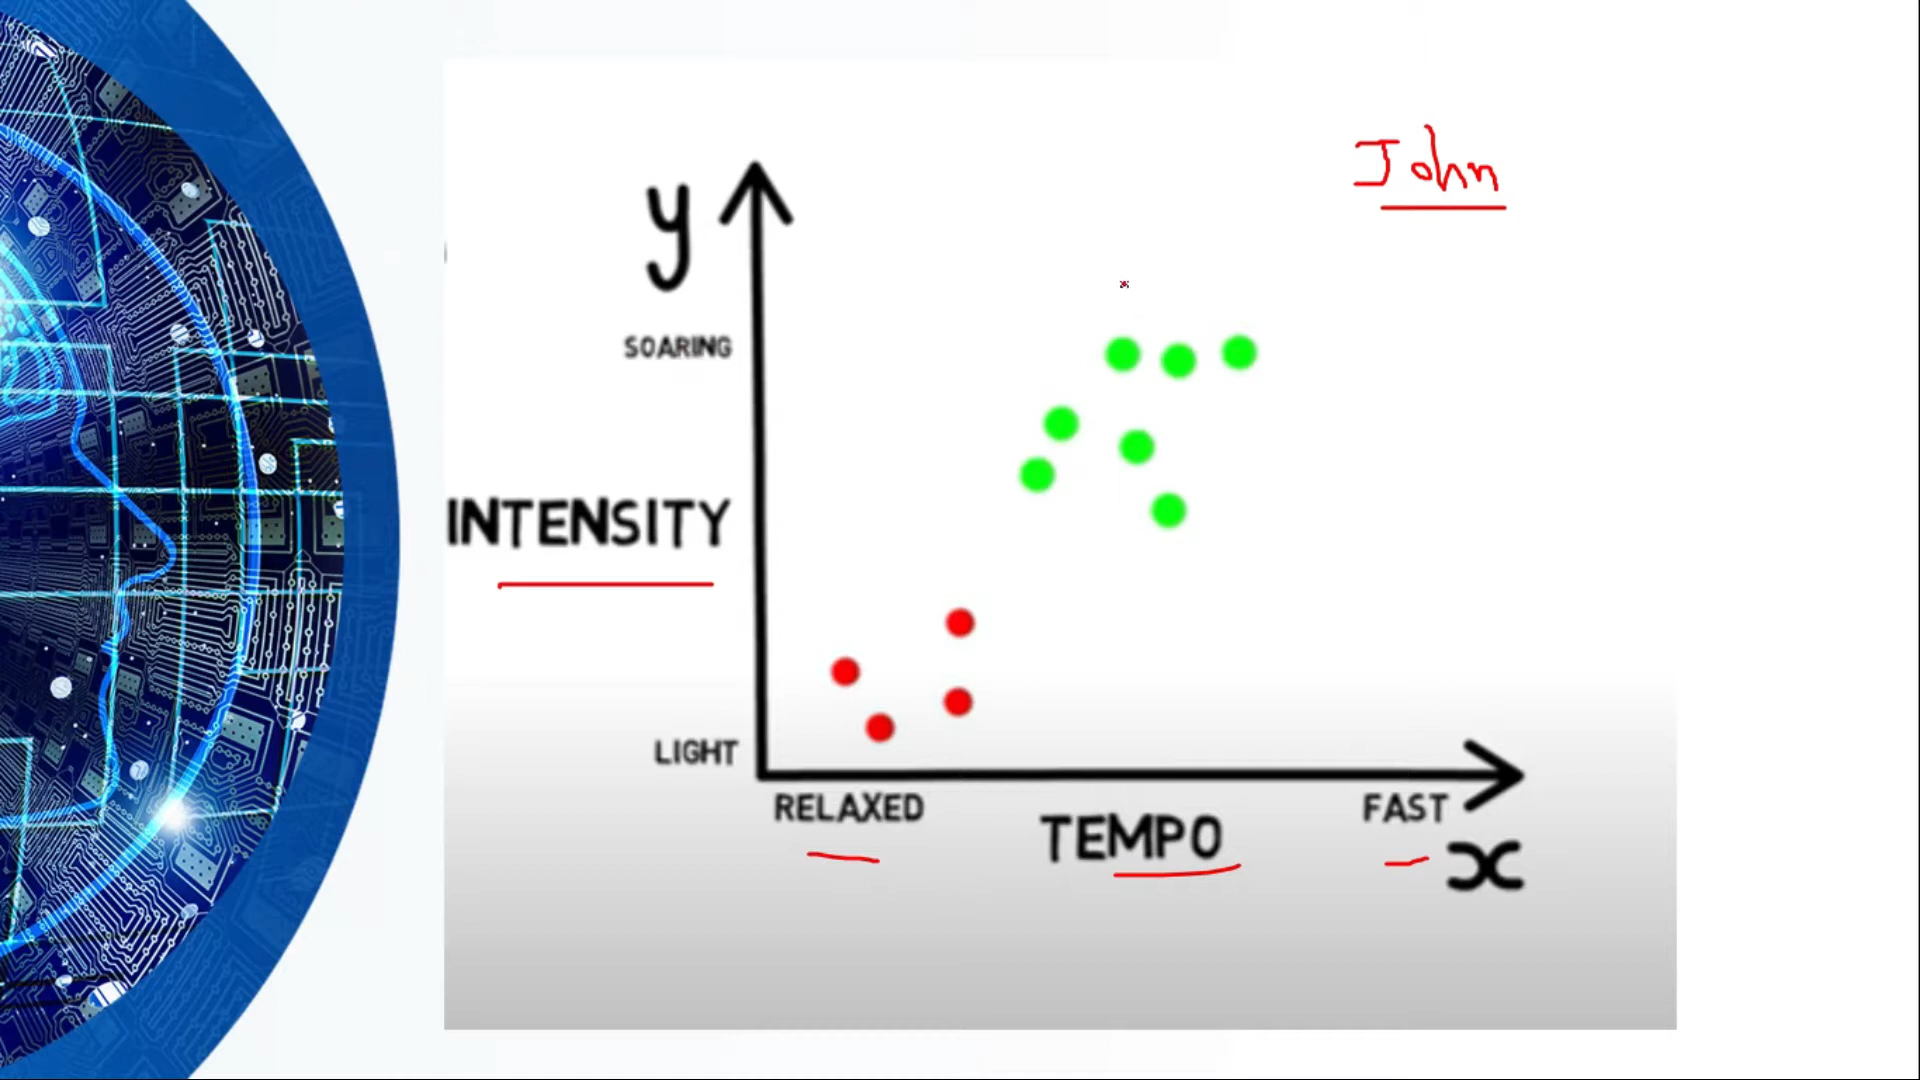 John
y
SOARING
INTENSITY
LIGHT
RELAXED
TEMPO
FAST
x